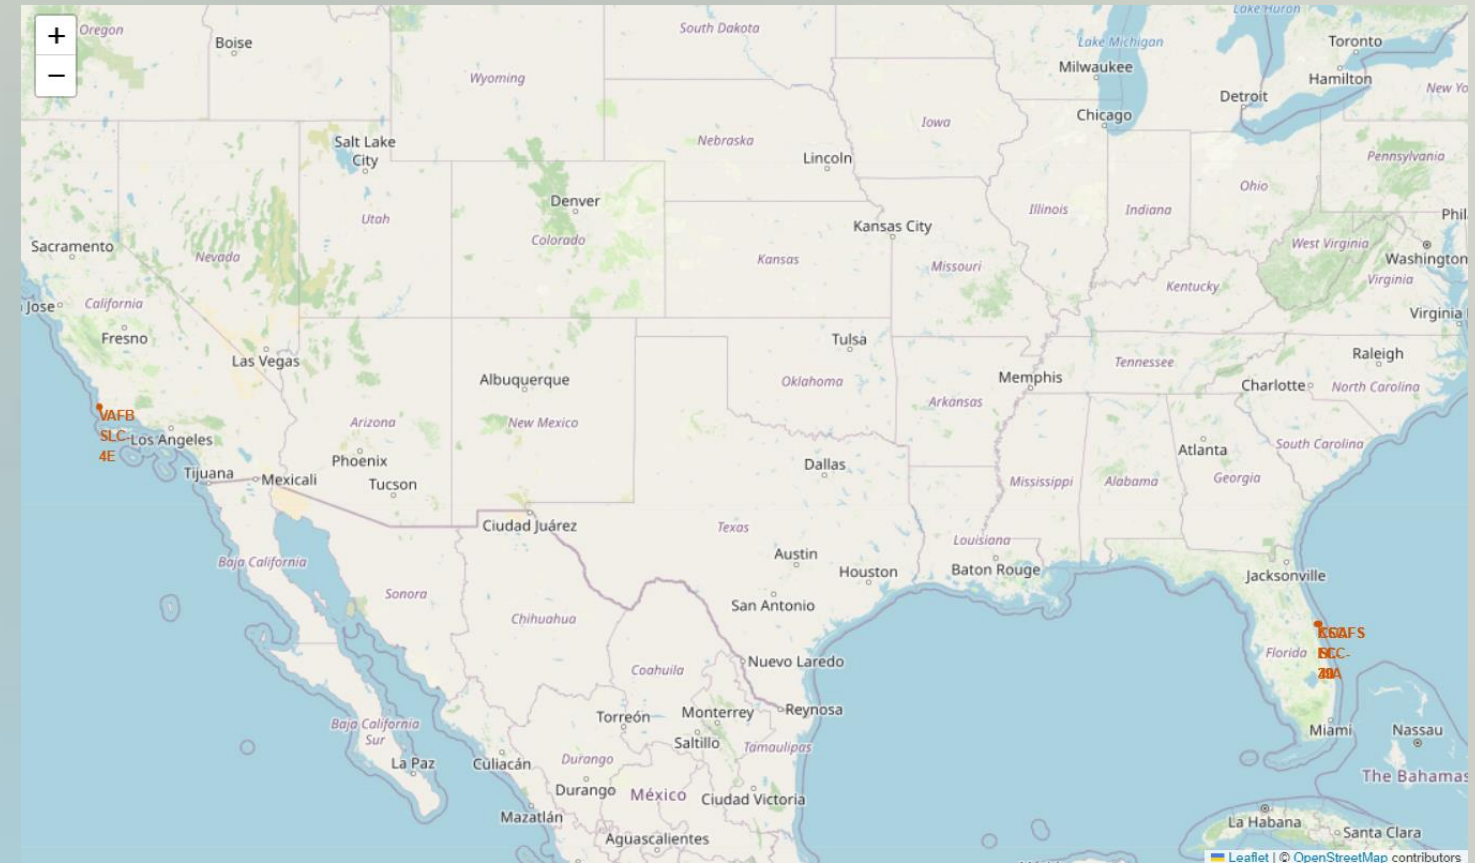 +
−
Oregon
Boise
South Dakota
Lake Huron
Lake Michigan
Toronto
Milwaukee
Wyoming
Hamilton
Detroit
New Yo
Chicago
Iowa
Salt Lake
City
Nebraska
Lincoln
Pennsylvania
Ohio
Denver
Utah
Illinois
Indiana
Phil
Kansas City
Colorado
Sacramento
West Virginia
Nevada
Kansas
Missouri
Washington
Virginia
Kentucky
Jose
California
Virginia
Fresno
Tulsa
Las Vegas
Raleigh
Tennessee
Albuquerque
Oklahoma
Memphis
Charlotte
North Carolina
Arkansas
VAFB
SLC-
4E
Los Angeles
Arizona
New Mexico
South Carolina
Atlanta
Phoenix
Dallas
Tijuana
Mexicali
Tucson
Mississippi
Alabama
Georgia
Ciudad Juárez
Texas
Louisiana
Austin
Baja California
Houston
Baton Rouge
Jacksonville
Sonora
San Antonio
Chihuahua
Florida
Nuevo Laredo
Coahuila
Reynosa
Torreón
Monterrey
Baja California
Sur
Saltillo
Tamaulipas
Miami
Nassau
La Paz
Culiacán
Durango
The Bahamas
Durango
México
Ciudad Victoria
Mazatlán
La Habana
Santa Clara
Aguascalientes
Leaflet | © OpenStreetMap contributors